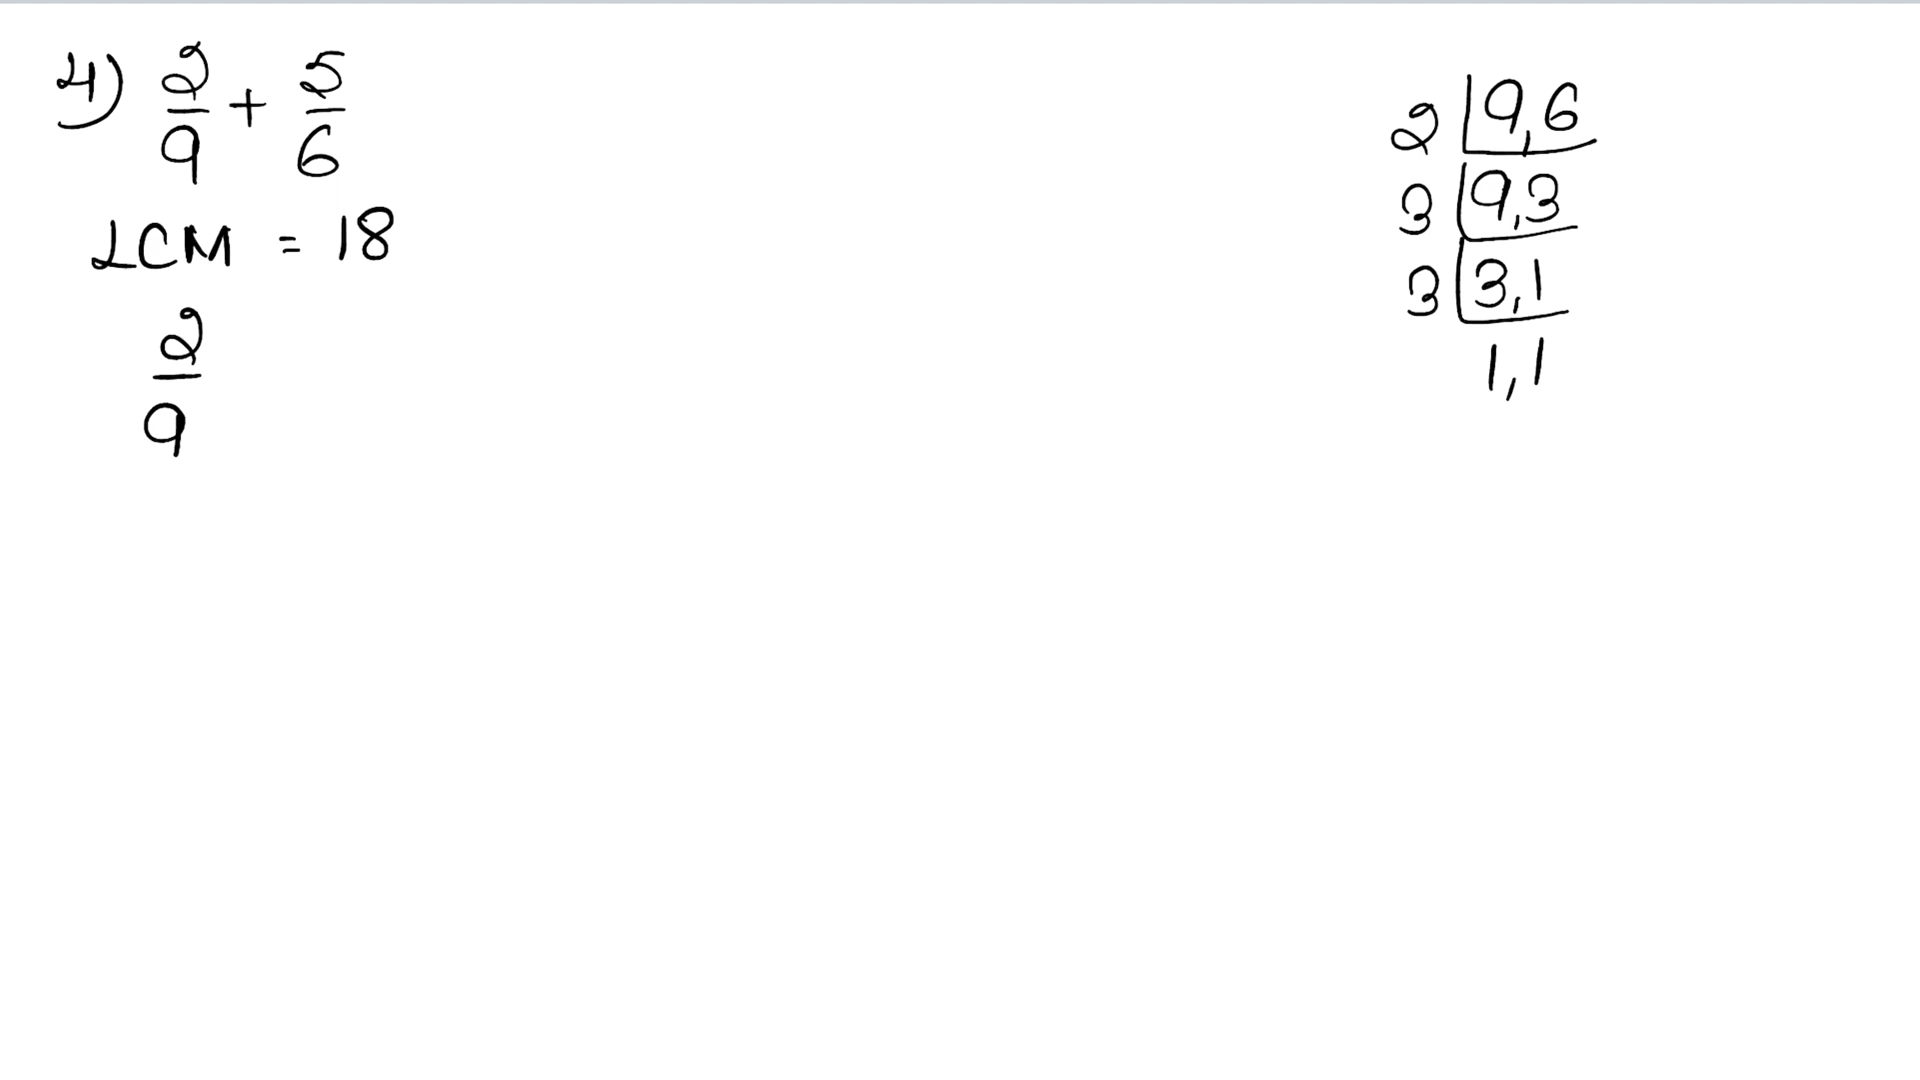 4) 2/9 + 5/6
LCM = 18
2/9
2 | 9,6
3 | 9,3
3 | 3,1
1,1